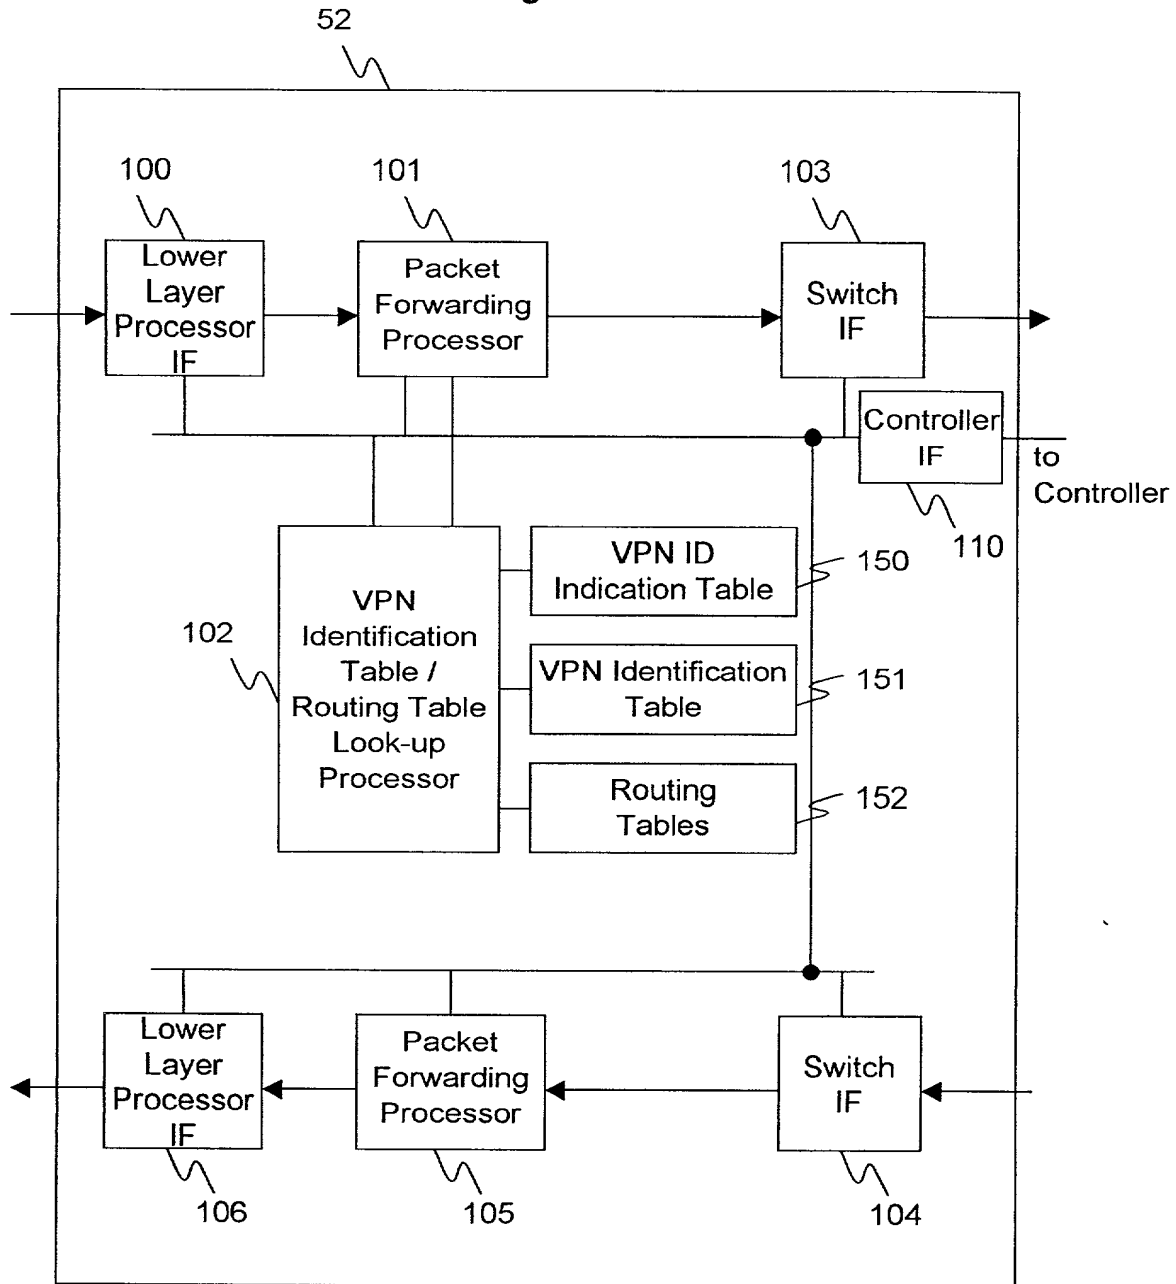 52
100
101
103
Lower
Layer
Processor
IF
Packet
Forwarding
Processor
Switch
IF
Controller
IF
to
Controller
110
VPN
Identification
Table /
Routing Table
Look-up
Processor
102
VPN ID
Indication Table
150
VPN Identification
Table
151
Routing
Tables
152
Lower
Layer
Processor
IF
Packet
Forwarding
Processor
Switch
IF
106
105
104